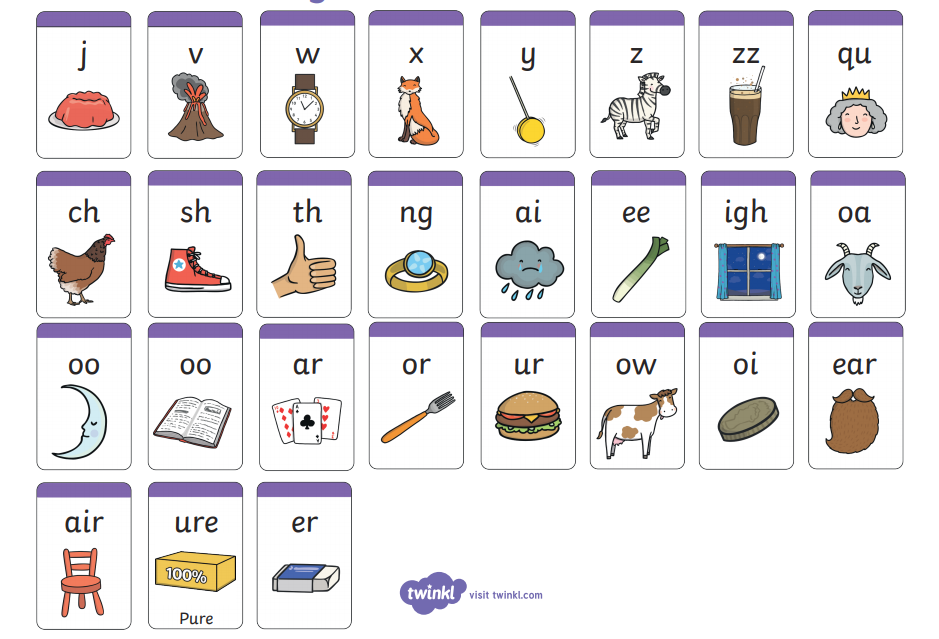 j v w x y z zz qu
ch sh th ng ai ee igh oa
oo oo ar or ur ow oi ear
air ure er
100%
Pure
twinkl visit twinkl.com